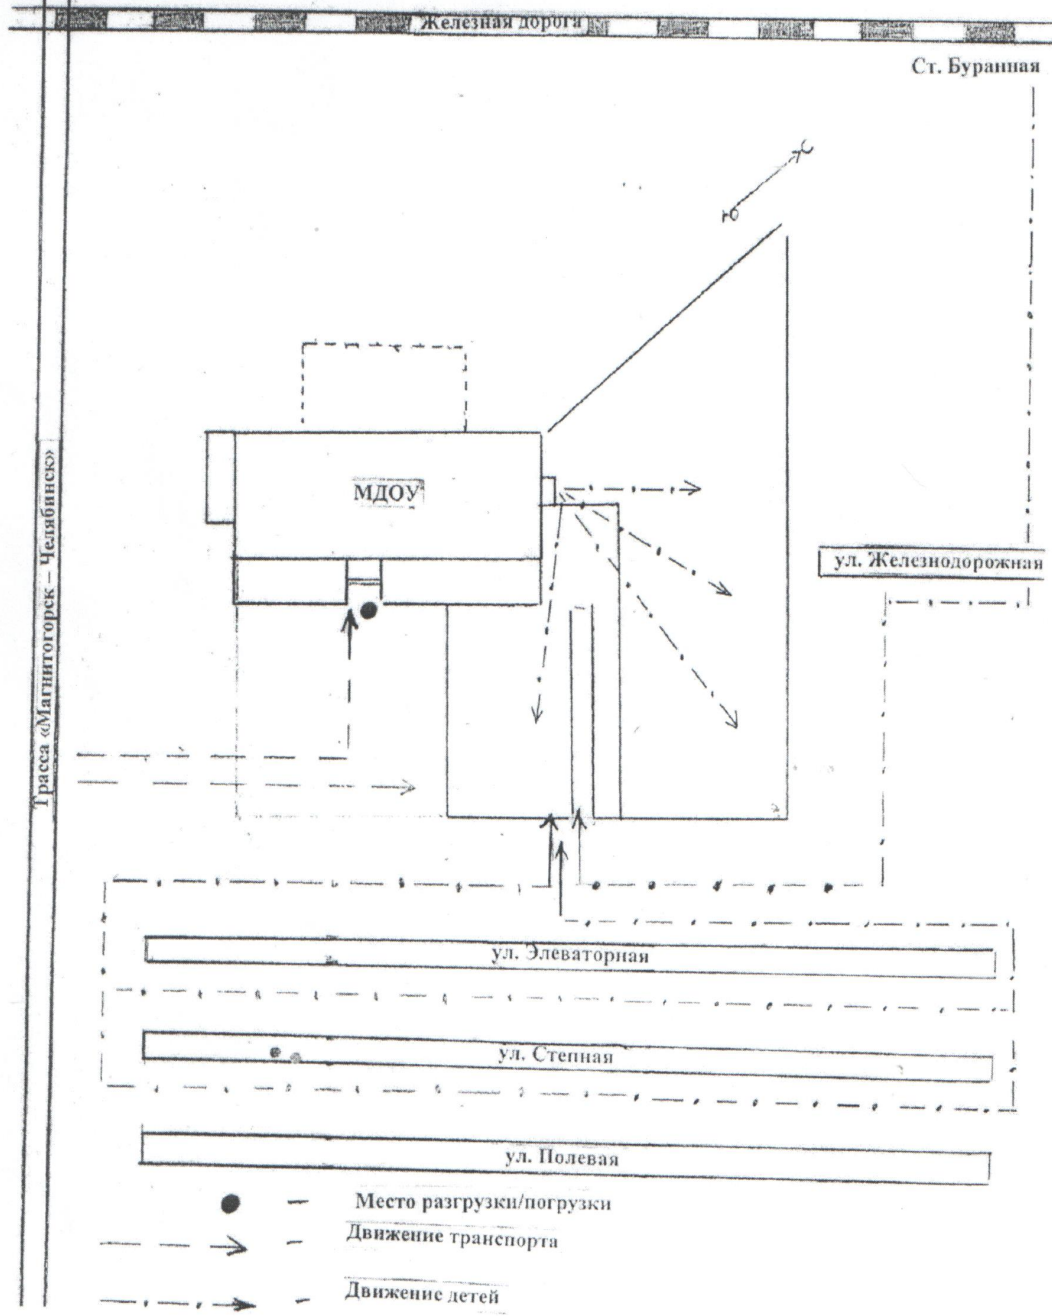 Железная дорога
Ст. Буранная
С
Ю
МДОУ
ул. Железнодорожная
Трасса «Магнитогорск – Челябинск»
ул. Элеваторная
ул. Степная
ул. Полевая
– Место разгрузки/погрузки
– Движение транспорта
– Движение детей